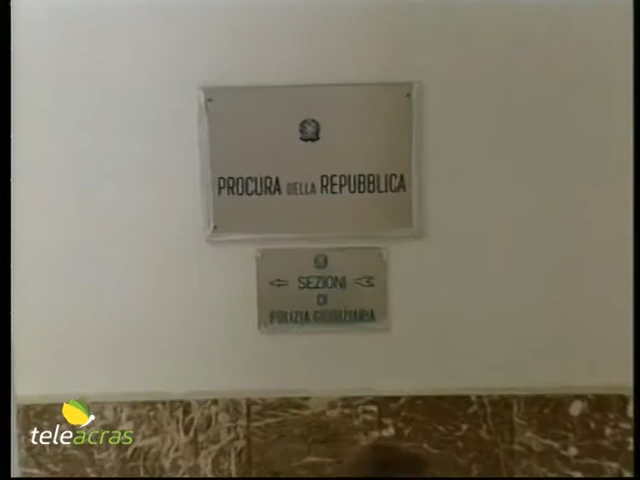 PROCURA DELLA REPUBBLICA
SEZIONI
DI
POLIZIA GIUDIZIARIA
teleacras